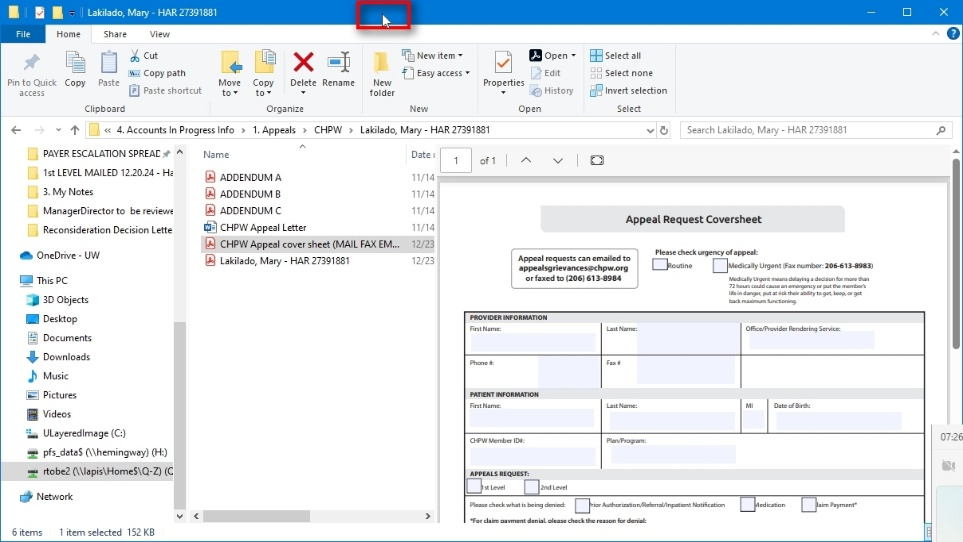 Lakilado, Mary - HAR 27391881
File Home Share View
Pin to Quick access
Copy
Paste
Cut
Copy path
Paste shortcut
Clipboard
Move to
Copy to
Delete
Rename
Organize
New folder
New item
Easy access
New
Properties
Open
Edit
History
Open
Select all
Select none
Invert selection
Select
« 4. Accounts In Progress Info > 1. Appeals > CHPW > Lakilado, Mary - HAR 27391881
Search Lakilado, Mary - HAR 27391881
PAYER ESCALATION SPREAD
1st LEVEL MAILED 12.20.24 - Ha
3. My Notes
ManagerDirector to be reviewe
Reconsideration Decision Lette
OneDrive - UW
This PC
3D Objects
Desktop
Documents
Downloads
Music
Pictures
Videos
ULayeredImage (C:)
pfs_data$ (\\hemingway) (H:)
rtobe2 (\\lapis\Home$\Q-Z) (Q
Network
Name Date
ADDENDUM A 11/14
ADDENDUM B 11/14
ADDENDUM C 11/14
CHPW Appeal Letter 11/14
CHPW Appeal cover sheet (MAIL FAX EM... 12/23
Lakilado, Mary - HAR 27391881 12/23
1 of 1
Appeal Request Coversheet
Appeal requests can emailed to
appealsgrievances@chpw.org
or faxed to (206) 613-8984
Please check urgency of appeal:
Routine Medically Urgent (Fax number: 206-613-8983)
Medically Urgent means delaying a decision for more than
72 hours could cause an emergency or put the member's
life in danger, put at risk their ability to get, keep, or get
back maximum functioning.
PROVIDER INFORMATION
First Name: Last Name: Office/Provider Rendering Service:
Phone #: Fax #
PATIENT INFORMATION
First Name: Last Name: MI Date of Birth:
CHPW Member ID#: Plan/Program:
APPEALS REQUEST:
1st Level 2nd Level
Please check what is being denied: Prior Authorization/Referral/Inpatient Notification Medication Claim Payment*
*For claim payment denial, please check the reason for denial:
07:26
6 items 1 item selected 152 KB